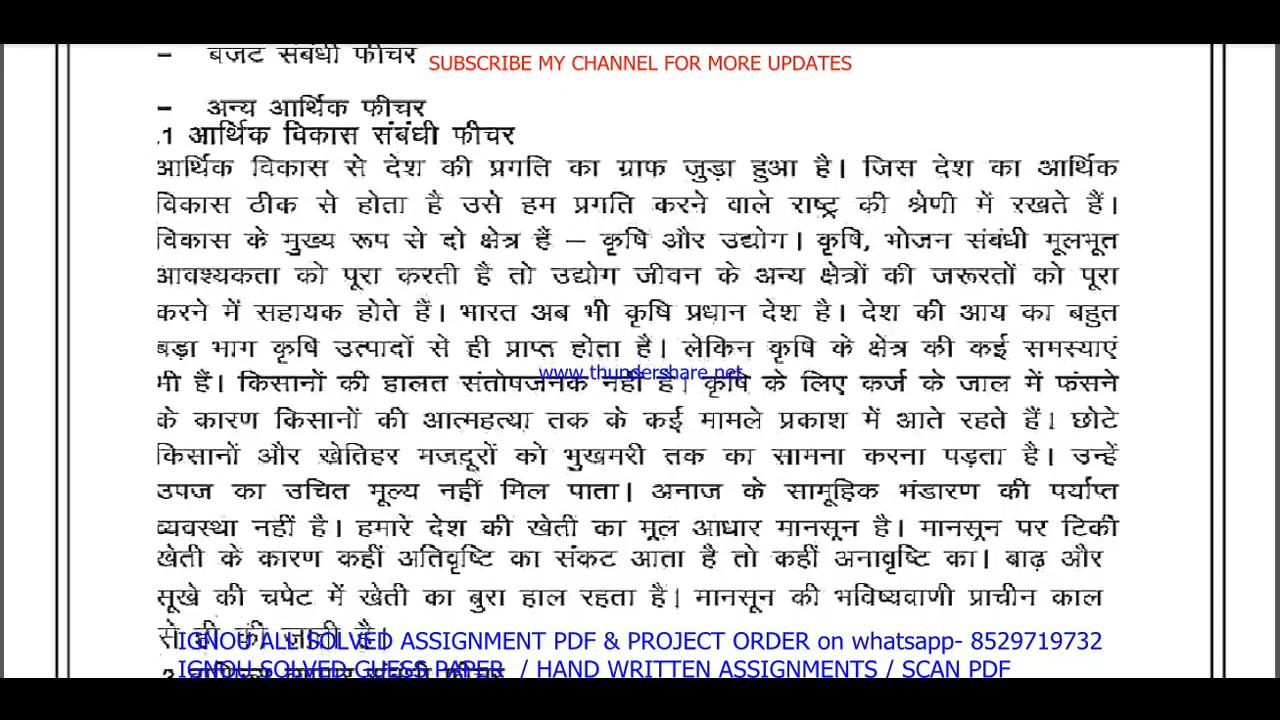 – बजट संबंधी फीचर
SUBSCRIBE MY CHANNEL FOR MORE UPDATES
– अन्य आर्थिक फीचर
.1 आर्थिक विकास संबंधी फीचर
आर्थिक विकास से देश की प्रगति का ग्राफ जुड़ा हुआ है। जिस देश का आर्थिक
विकास ठीक से होता है उसे हम प्रगति करने वाले राष्ट्र की श्रेणी में रखते हैं।
विकास के मुख्य रूप से दो क्षेत्र हैं – कृषि और उद्योग। कृषि, भोजन संबंधी मूलभूत
आवश्यकता को पूरा करती है तो उद्योग जीवन के अन्य क्षेत्रों की जरूरतों को पूरा
करने में सहायक होते हैं। भारत अब भी कृषि प्रधान देश है। देश की आय का बहुत
बड़ा भाग कृषि उत्पादों से ही प्राप्त होता है। लेकिन कृषि के क्षेत्र की कई समस्याएं
www.thundershare.net
भी हैं। किसानों की हालत संतोषजनक नहीं है। कृषि के लिए कर्ज के जाल में फंसने
के कारण किसानों की आत्महत्या तक के कई मामले प्रकाश में आते रहते हैं। छोटे
किसानों और खेतिहर मजदूरों को भुखमरी तक का सामना करना पड़ता है। उन्हें
उपज का उचित मूल्य नहीं मिल पाता। अनाज के सामूहिक भंडारण की पर्याप्त
व्यवस्था नहीं है। हमारे देश की खेती का मूल आधार मानसून है। मानसून पर टिकी
खेती के कारण कहीं अतिवृष्टि का संकट आता है तो कहीं अनावृष्टि का। बाढ़ और
सूखे की चपेट में खेती का बुरा हाल रहता है। मानसून की भविष्यवाणी प्राचीन काल
से ही की जाती है।
IGNOU ALL SOLVED ASSIGNMENT PDF & PROJECT ORDER on whatsapp- 8529719732
IGNOU SOLVED GUESS PAPER / HAND WRITTEN ASSIGNMENTS / SCAN PDF